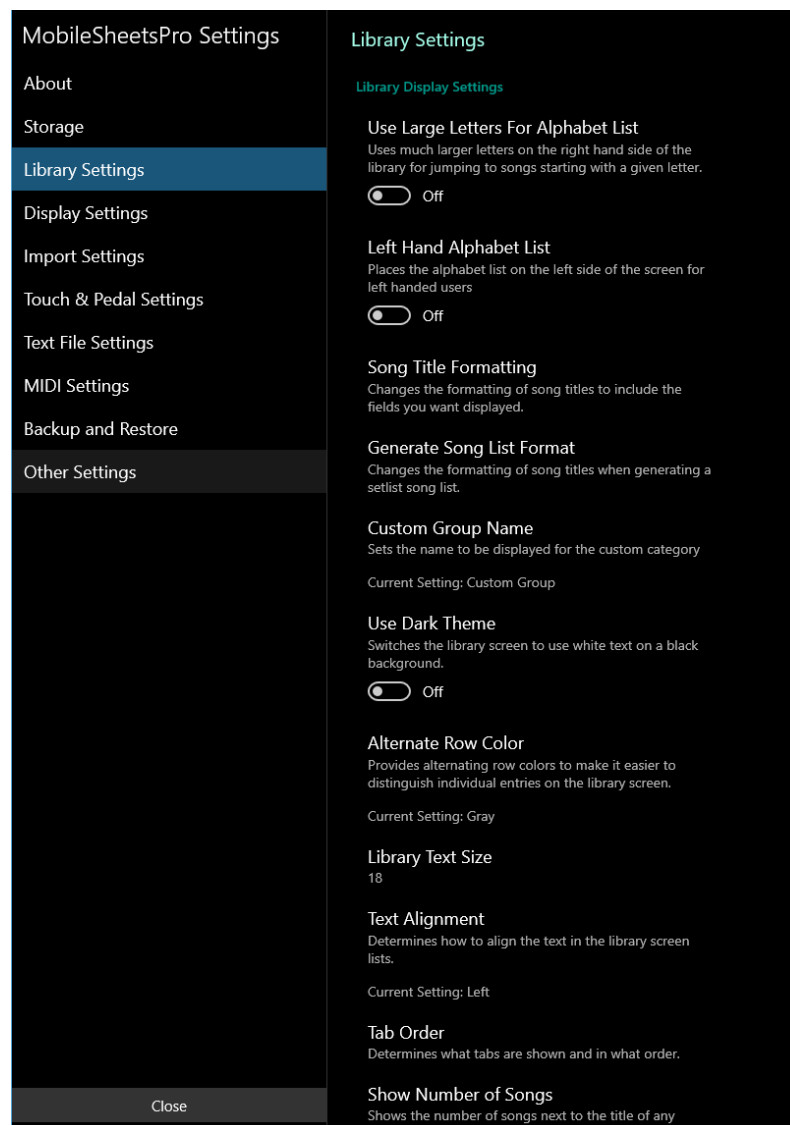 MobileSheetsPro Settings
About
Storage
Library Settings
Display Settings
Import Settings
Touch & Pedal Settings
Text File Settings
MIDI Settings
Backup and Restore
Other Settings
Close
Library Settings
Library Display Settings
Use Large Letters For Alphabet List
Uses much larger letters on the right hand side of the
library for jumping to songs starting with a given letter.
Off
Left Hand Alphabet List
Places the alphabet list on the left side of the screen for
left handed users
Off
Song Title Formatting
Changes the formatting of song titles to include the
fields you want displayed.
Generate Song List Format
Changes the formatting of song titles when generating a
setlist song list.
Custom Group Name
Sets the name to be displayed for the custom category
Current Setting: Custom Group
Use Dark Theme
Switches the library screen to use white text on a black
background.
Off
Alternate Row Color
Provides alternating row colors to make it easier to
distinguish individual entries on the library screen.
Current Setting: Gray
Library Text Size
18
Text Alignment
Determines how to align the text in the library screen
lists.
Current Setting: Left
Tab Order
Determines what tabs are shown and in what order.
Show Number of Songs
Shows the number of songs next to the title of any